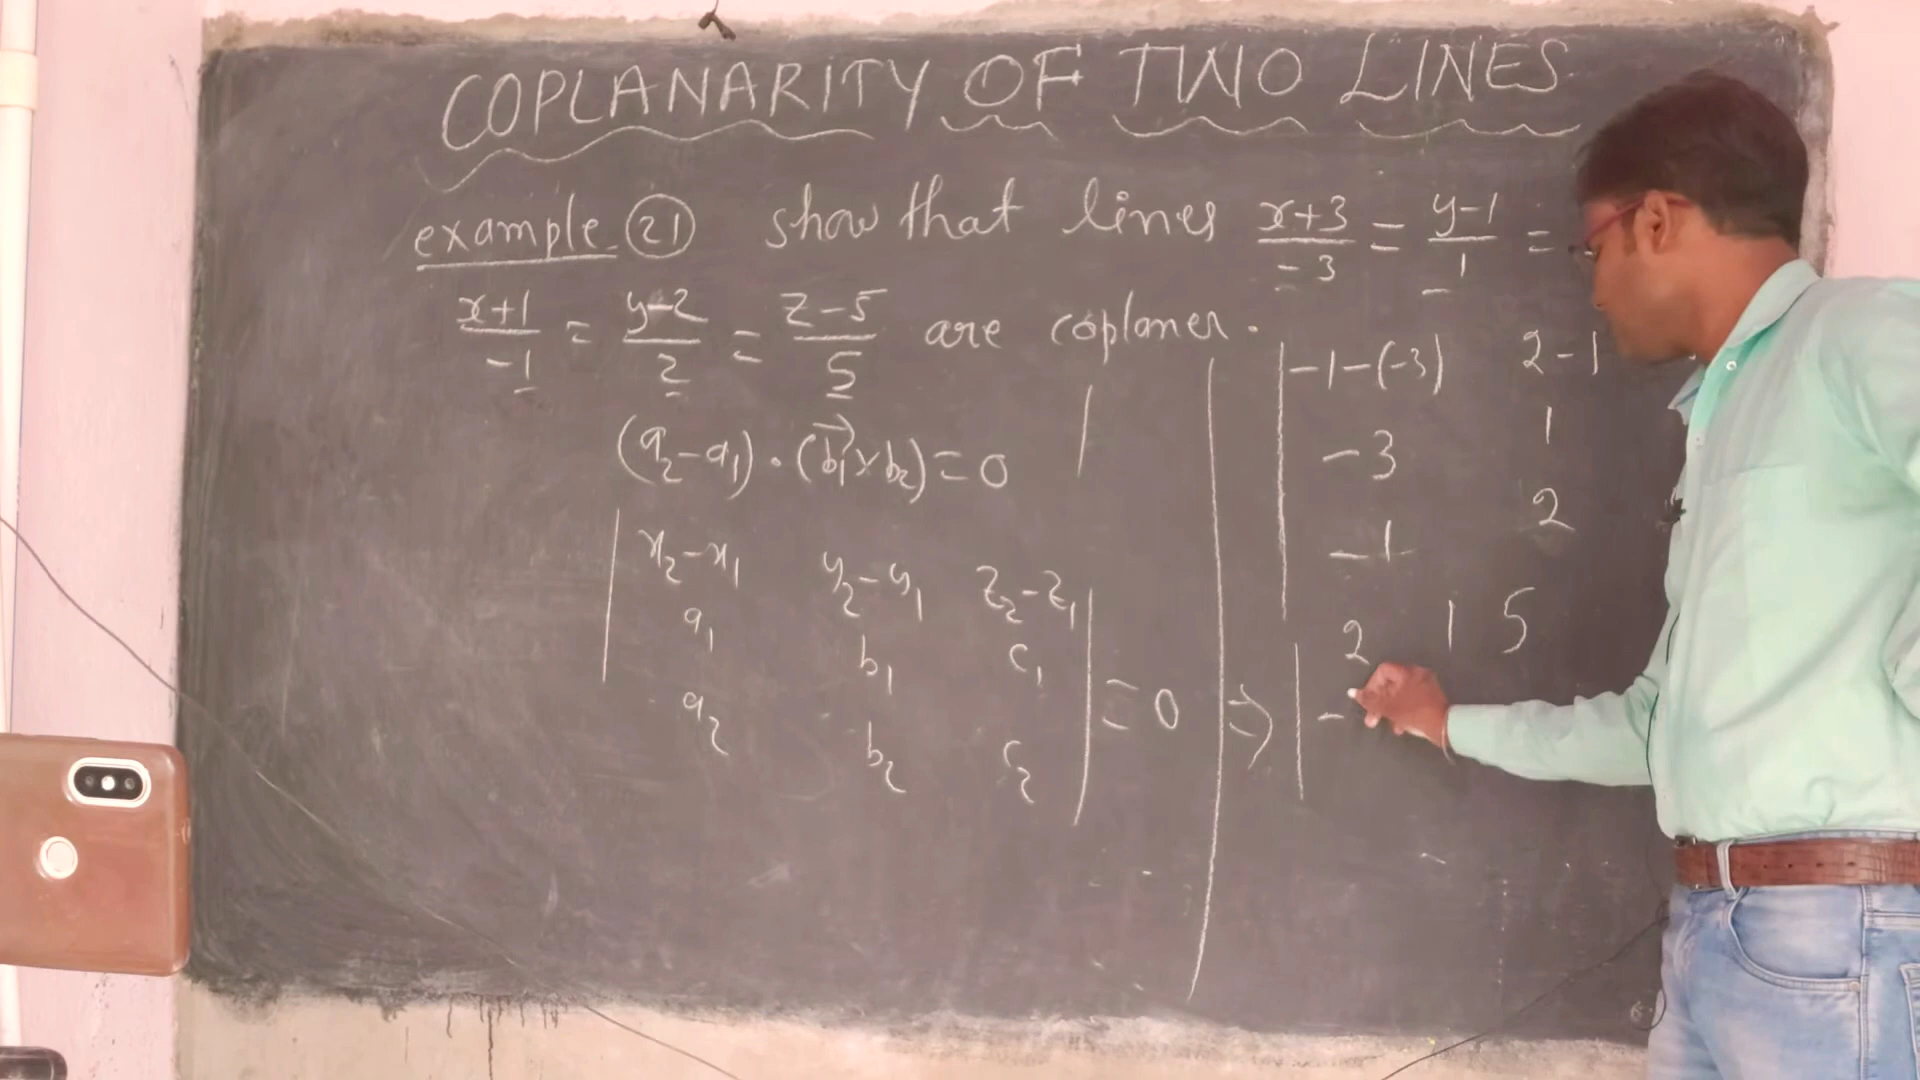 COPLANARITY OF TWO LINES
example (21) show that lines (x+3)/(-3) = (y-1)/1 =
(x+1)/(-1) = (y-2)/2 = (z-5)/5 are coplaner.
(a₂-a₁)·(b₁×b₂)=0
| x₂-x₁ y₂-y₁ z₂-z₁ |
| a₁ b₁ c₁ |
| a₂ b₂ c₂ | = 0
| -1-(-3) 2-1
| -3 1
| -1 2
⇒ | 2 1 5
| -